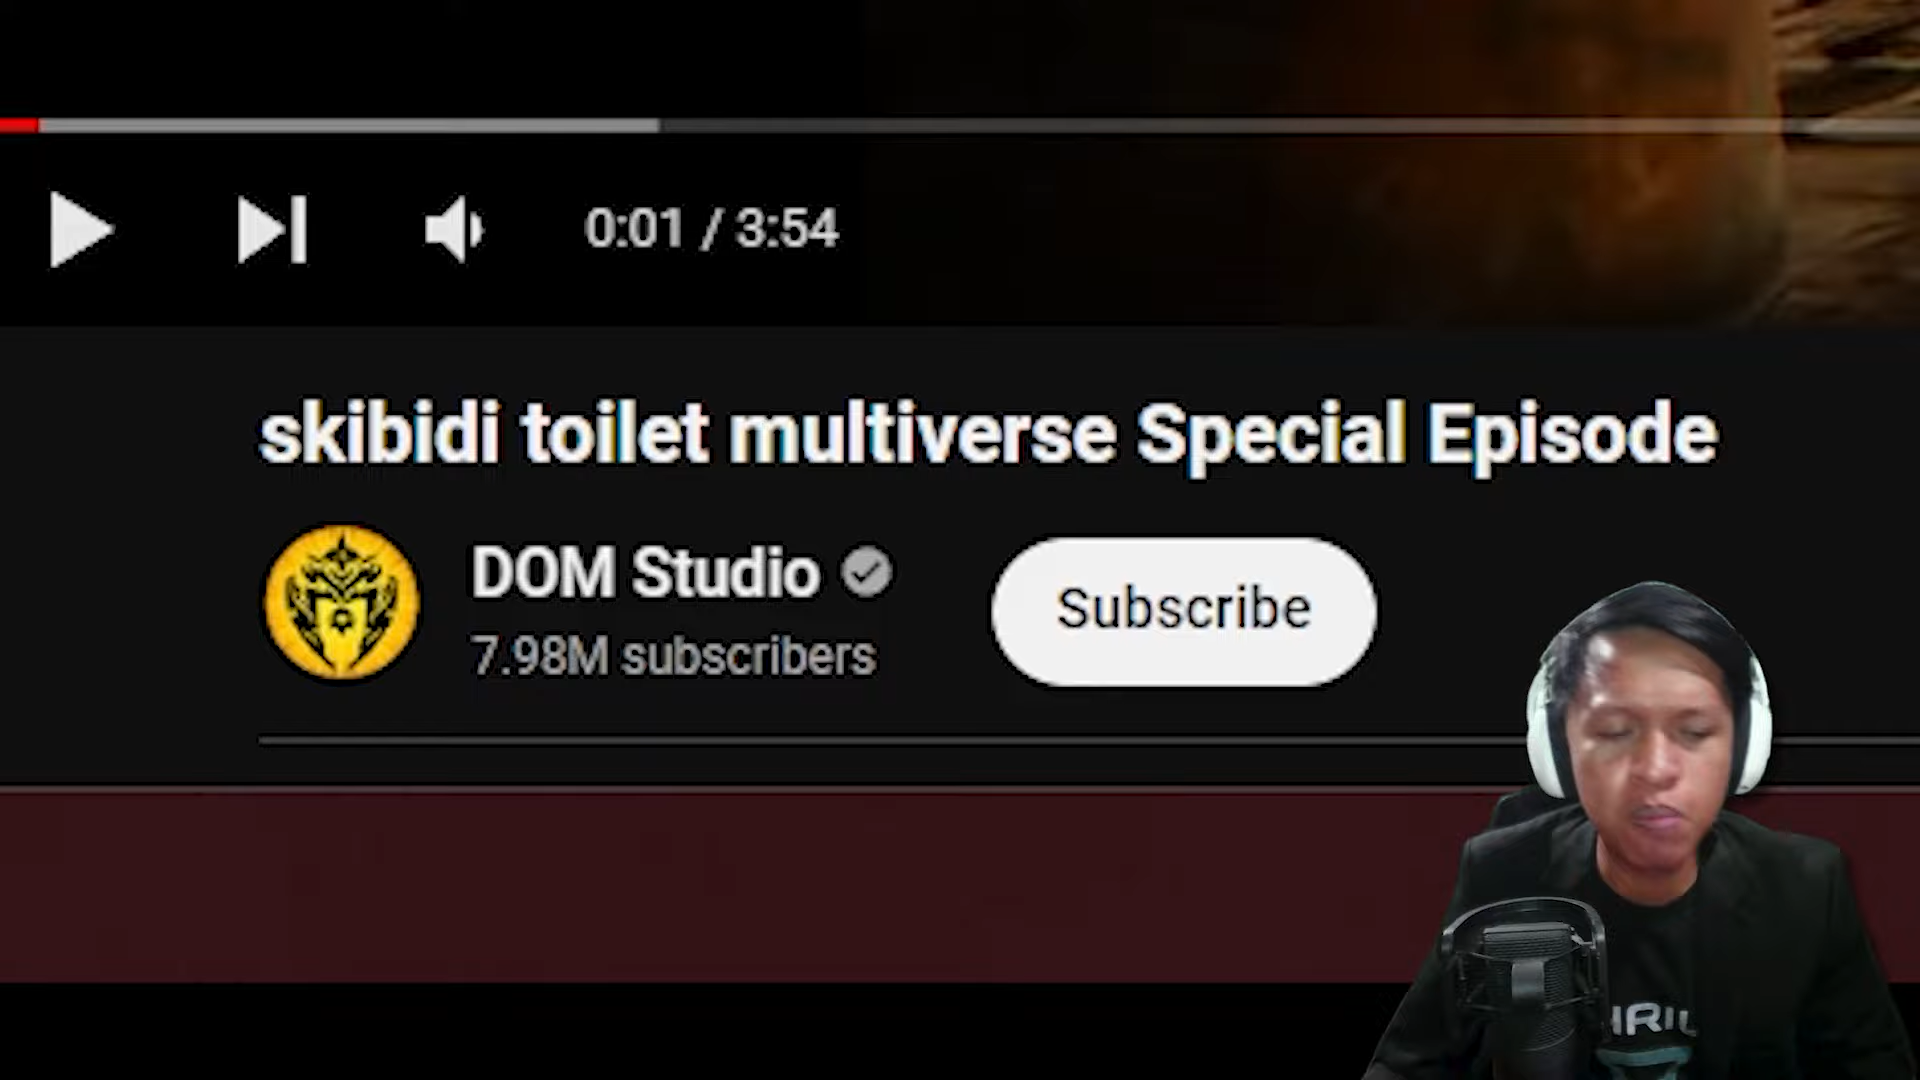 0:01 / 3:54
skibidi toilet multiverse Special Episode
DOM Studio
7.98M subscribers
Subscribe